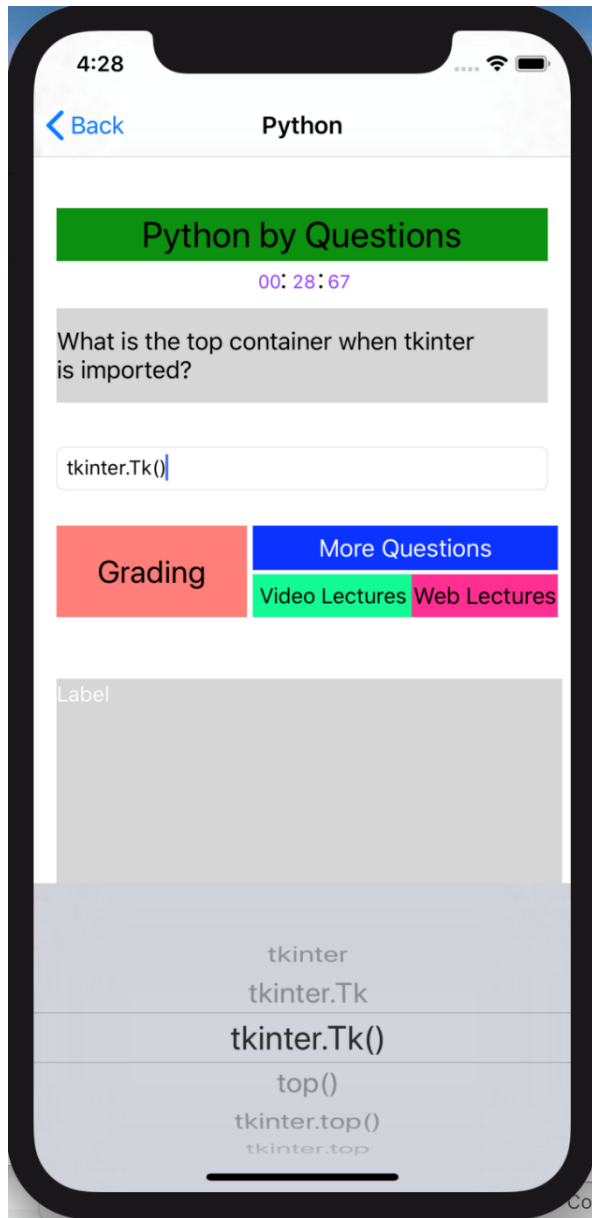 4:28
Back Python
Python by Questions
00: 28: 67
What is the top container when tkinter
is imported?
tkinter.Tk()
Grading
More Questions
Video Lectures Web Lectures
Label
tkinter
tkinter.Tk
tkinter.Tk()
top()
tkinter.top()
tkinter.top
Co